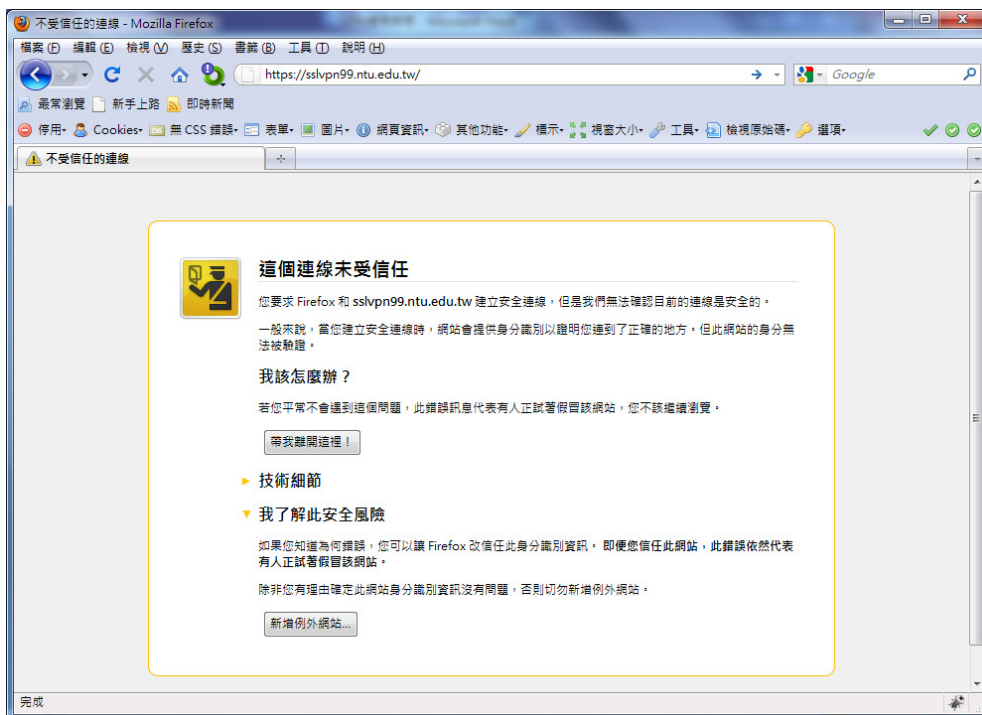 不受信任的連線 - Mozilla Firefox
檔案(F) 編輯(E) 檢視(V) 歷史(S) 書籤(B) 工具(T) 說明(H)
https://sslvpn99.ntu.edu.tw/ Google
最常瀏覽 新手上路 即時新聞
停用 Cookies 無 CSS 錯誤 表單 圖片 網頁資訊 其他功能 標示 視窗大小 工具 檢視原始碼 選項
不受信任的連線
這個連線未受信任
您要求 Firefox 和 sslvpn99.ntu.edu.tw 建立安全連線，但是我們無法確認目前的連線是安全的。
一般來說，當您建立安全連線時，網站會提供身分識別以證明您連到了正確的地方。但此網站的身分無
法被驗證。
我該怎麼辦？
若您平常不會遇到這個問題，此錯誤訊息代表有人正試著假冒該網站，您不該繼續瀏覽。
帶我離開這裡！
技術細節
我了解此安全風險
如果您知道為何錯誤，您可以讓 Firefox 改信任此身分識別資訊。即便您信任此網站，此錯誤依然代表
有人正試著假冒該網站。
除非您有理由確定此網站身分識別資訊沒有問題，否則切勿新增例外網站。
新增例外網站...
完成